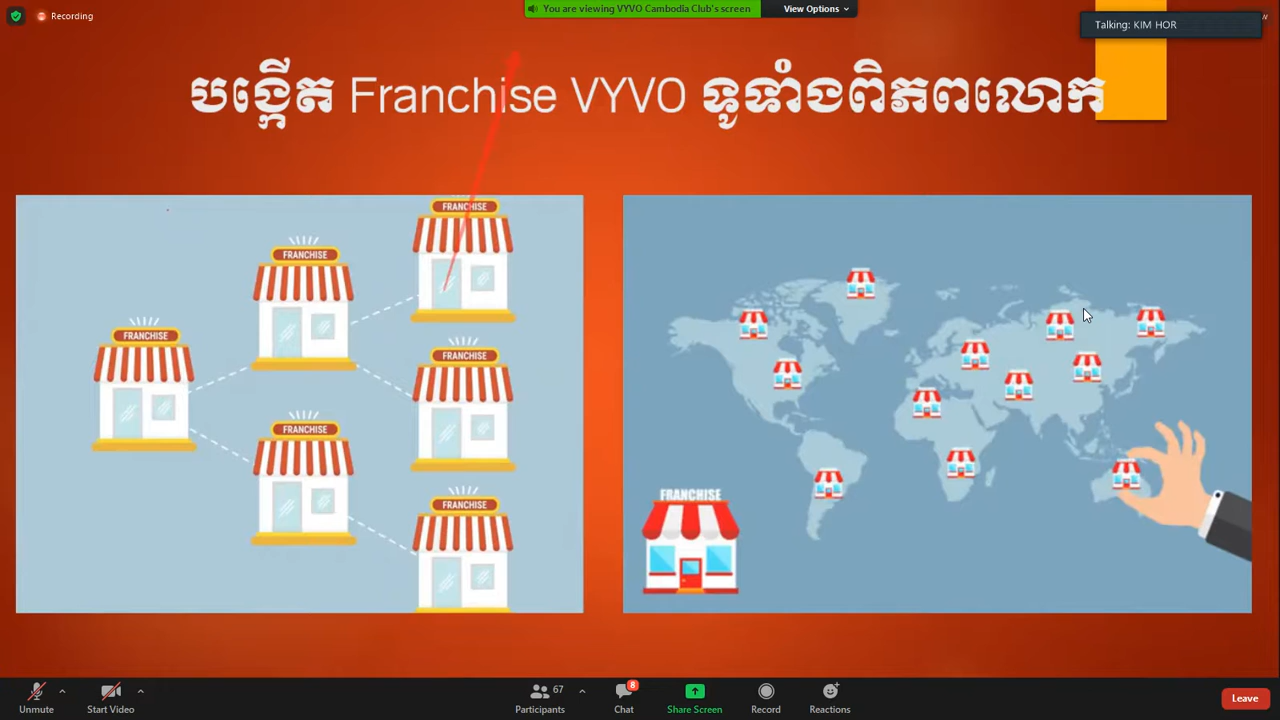 Recording
You are viewing VYVO Cambodia Club's screen
View Options
Talking: KIM HOR
បង្កើត Franchise VYVO ទូទាំងពិភពលោក
FRANCHISE
FRANCHISE
FRANCHISE
FRANCHISE
FRANCHISE
FRANCHISE
FRANCHISE
Unmute
Start Video
67
Participants
8
Chat
Share Screen
Record
Reactions
Leave